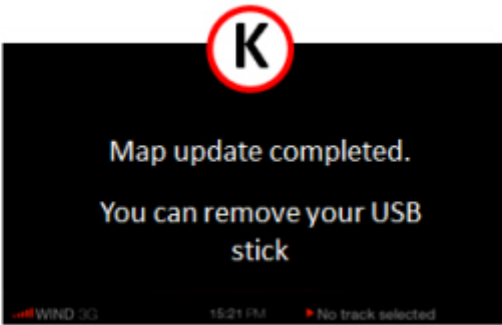 K
Map update completed.
You can remove your USB
stick
WIND 3G 15:21 PM No track selected